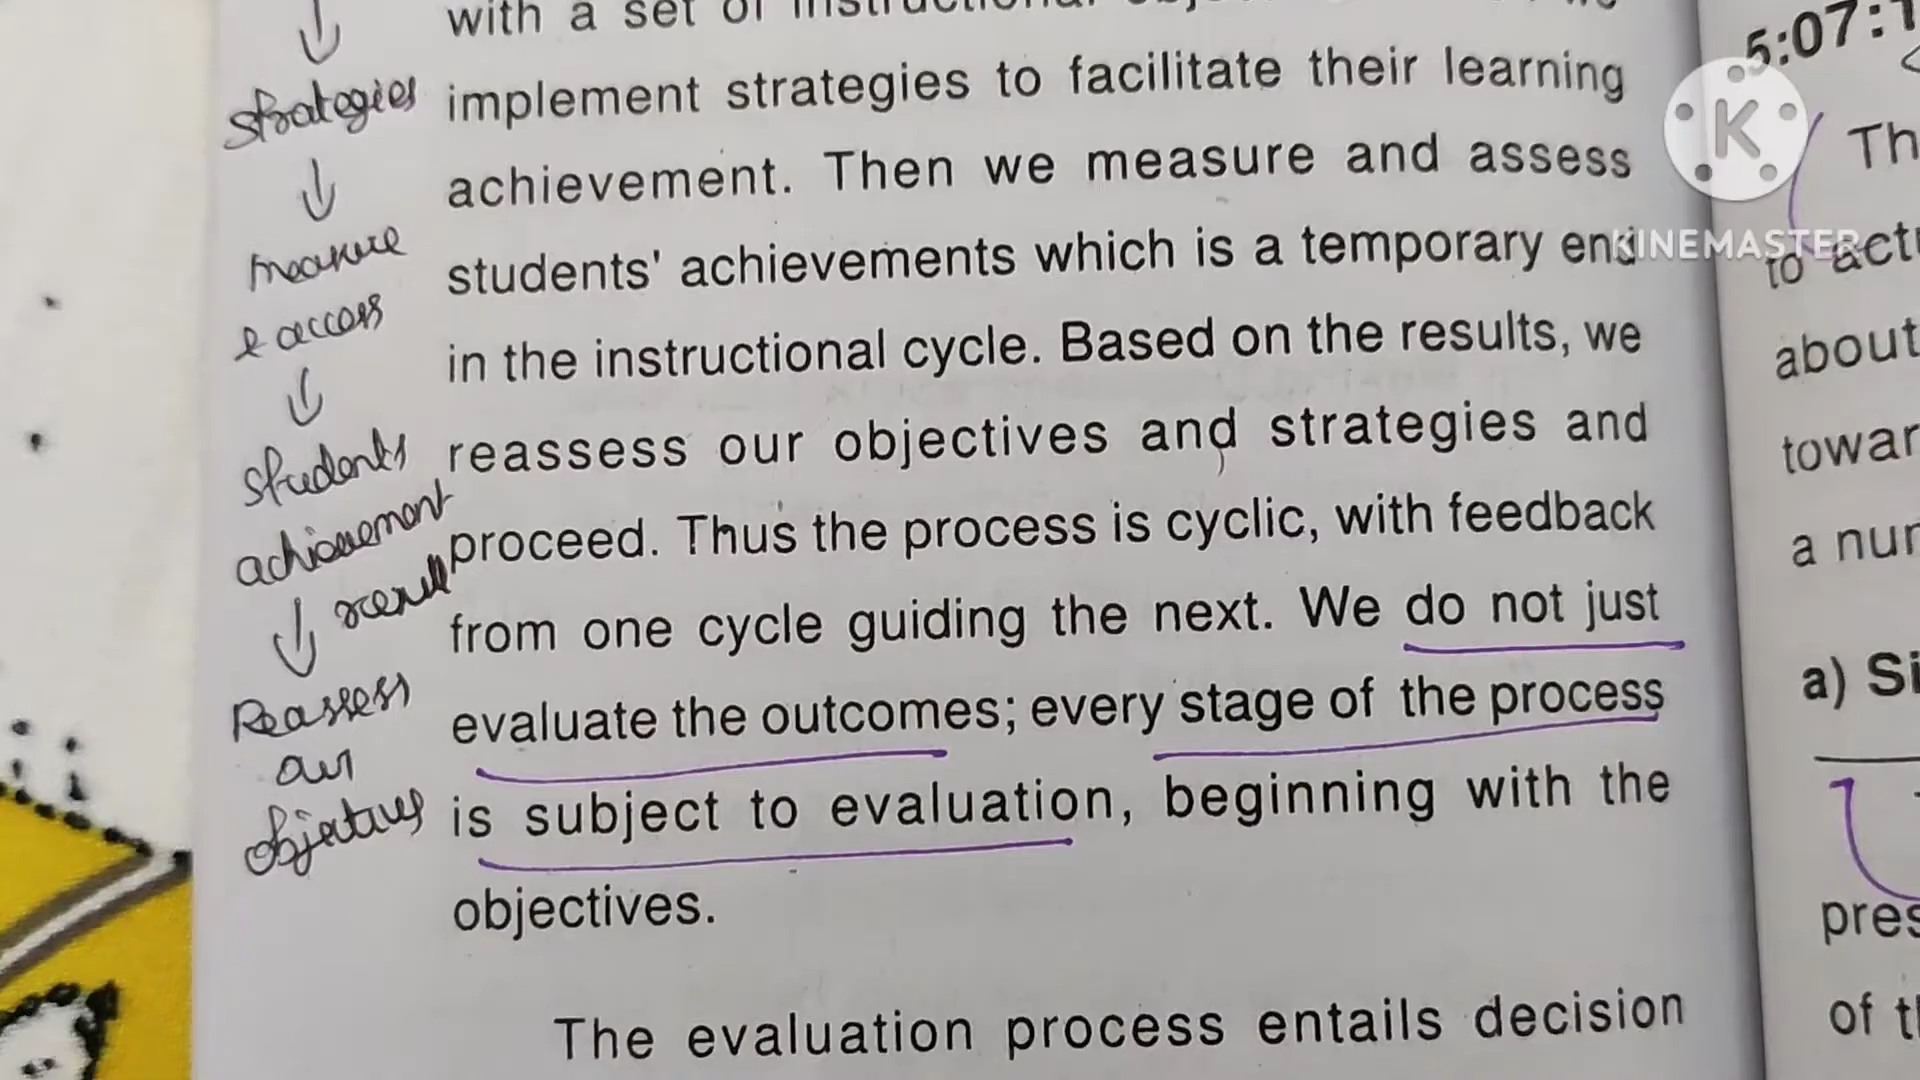 with a set of instructional
implement strategies to facilitate their learning
achievement. Then we measure and assess
students' achievements which is a temporary end
in the instructional cycle. Based on the results, we
reassess our objectives and strategies and
proceed. Thus the process is cyclic, with feedback
from one cycle guiding the next. We do not just
evaluate the outcomes; every stage of the process
is subject to evaluation, beginning with the
objectives.
The evaluation process entails decision
strategies
measure
& access
students
achievement
result
Reassess
our
objectives
5:07:1
Th
to act
about
towar
a nu
a) Si
pres
of t
K
KINEMASTER